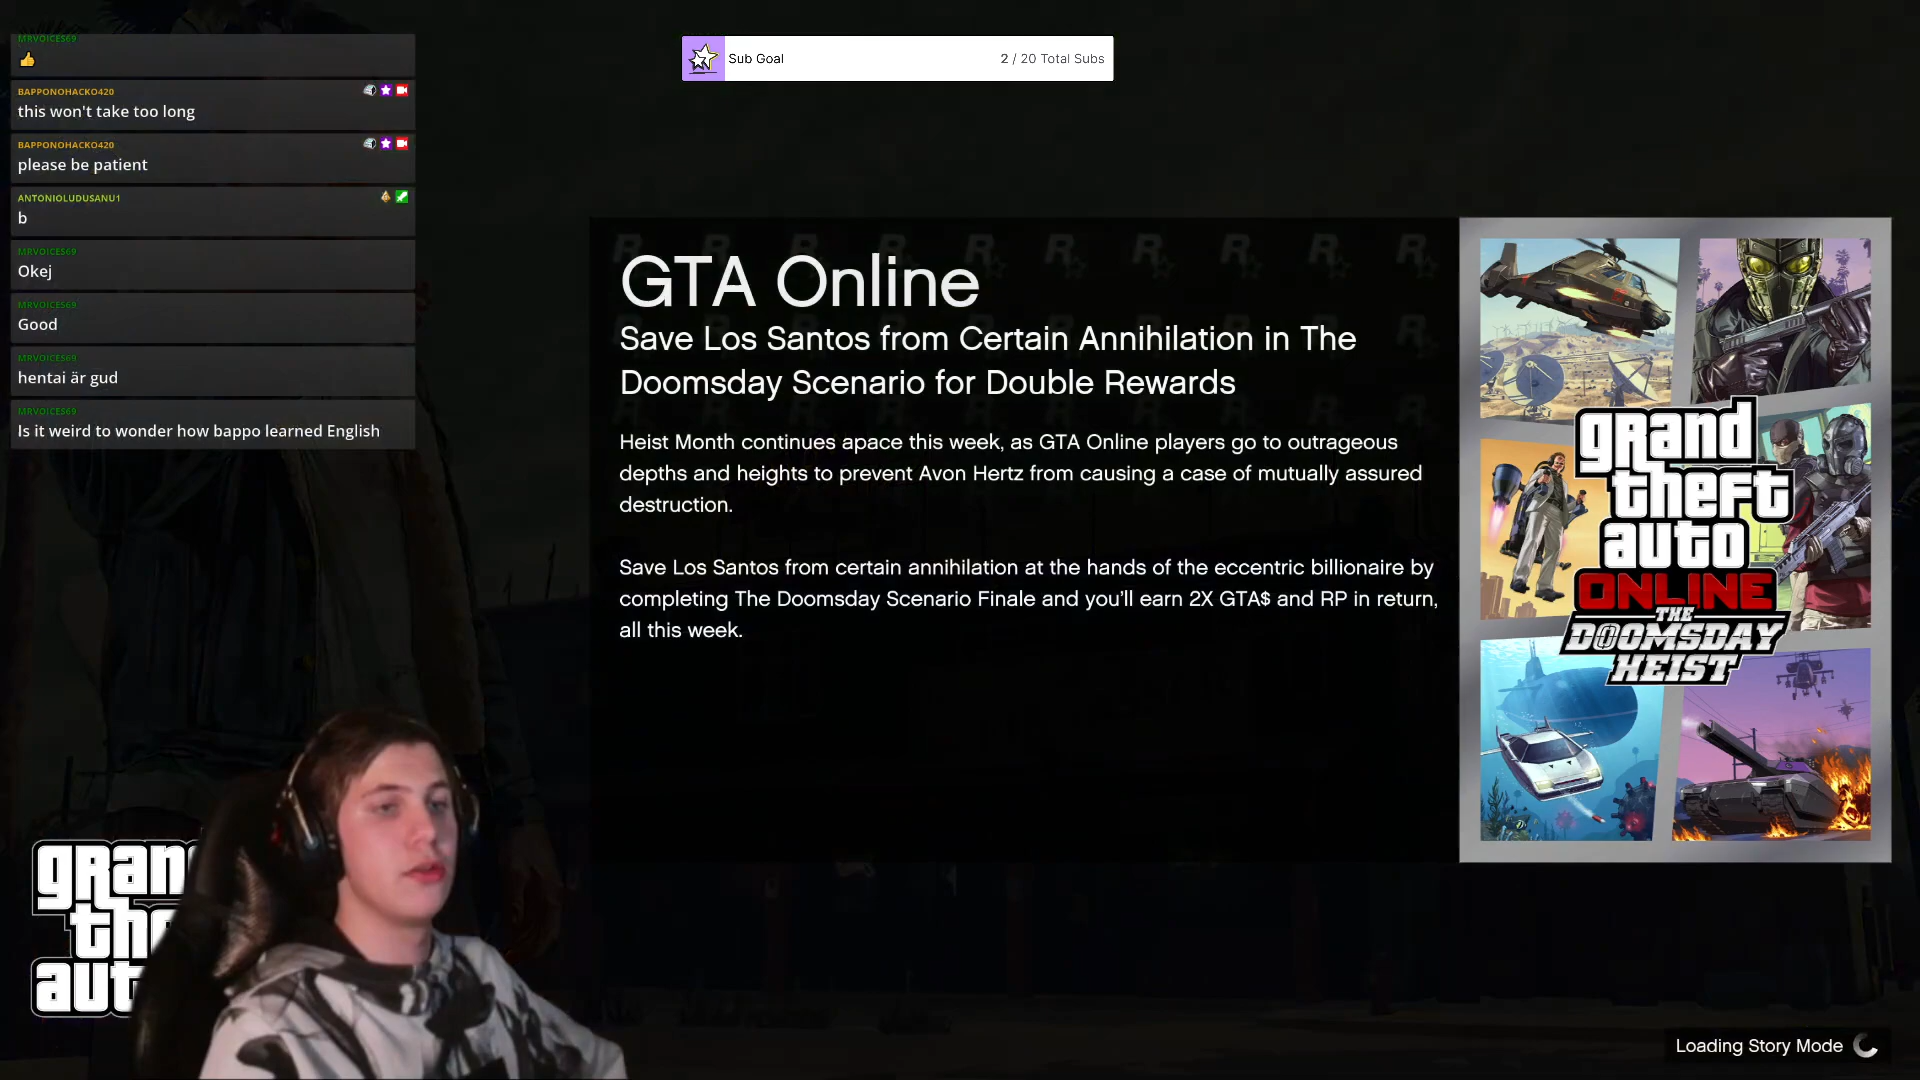 MRVOICES69
👍
BAPPONOHACKO420
this won't take too long
BAPPONOHACKO420
please be patient
ANTONIOLUDUSANU1
b
MRVOICES69
Okej
MRVOICES69
Good
MRVOICES69
hentai är gud
MRVOICES69
Is it weird to wonder how bappo learned English
Sub Goal 2 / 20 Total Subs
GTA Online
Save Los Santos from Certain Annihilation in The
Doomsday Scenario for Double Rewards
Heist Month continues apace this week, as GTA Online players go to outrageous
depths and heights to prevent Avon Hertz from causing a case of mutually assured
destruction.
Save Los Santos from certain annihilation at the hands of the eccentric billionaire by
completing The Doomsday Scenario Finale and you'll earn 2X GTA$ and RP in return,
all this week.
grand
theft
auto
ONLINE
THE
DOOMSDAY
HEIST
Loading Story Mode